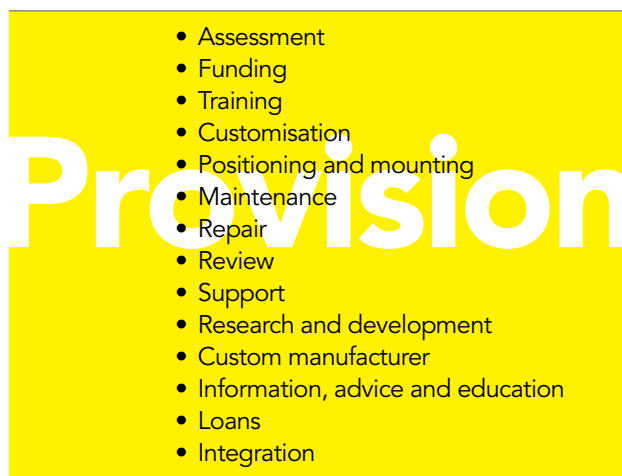 • Assessment
• Funding
• Training
• Customisation
• Positioning and mounting
• Maintenance
• Repair
• Review
• Support
• Research and development
• Custom manufacturer
• Information, advice and education
• Loans
• Integration
Provision